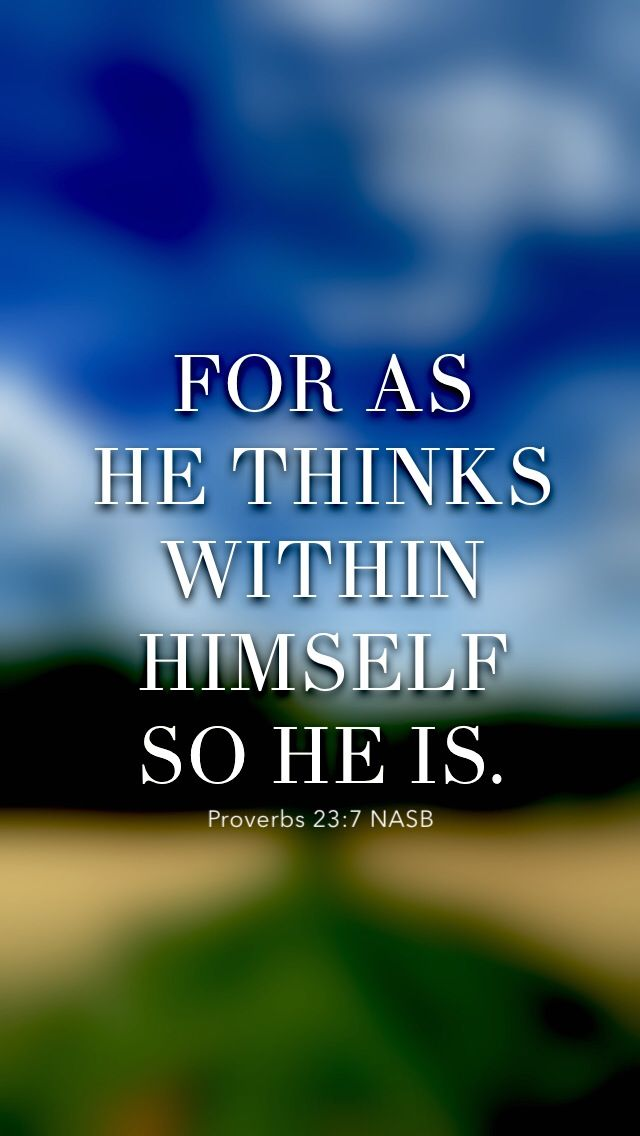 FOR AS
HE THINKS
WITHIN
HIMSELF
SO HE IS.
Proverbs 23:7 NASB